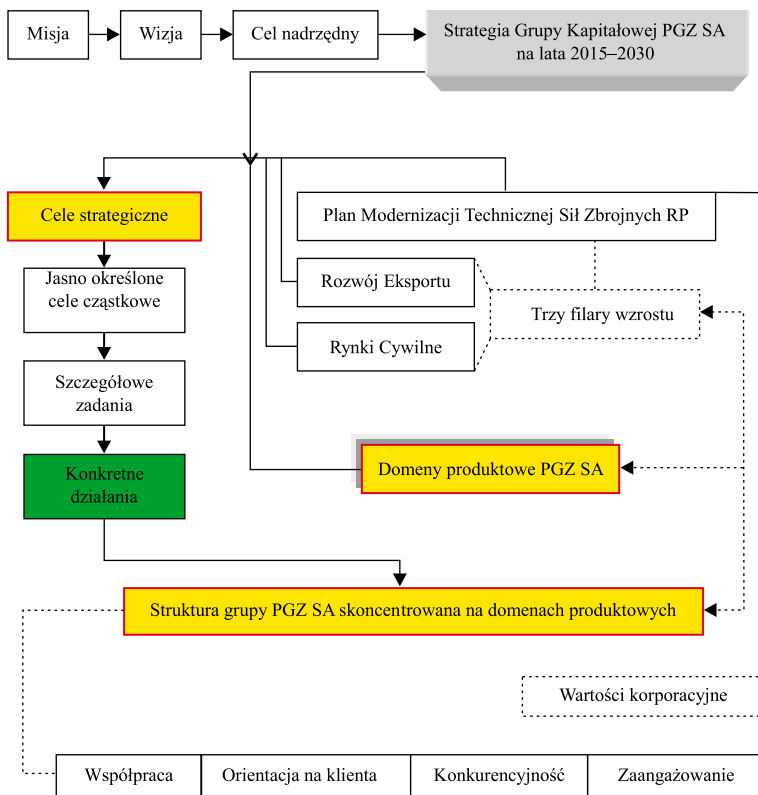 Misja
Wizja
Cel nadrzędny
Strategia Grupy Kapitałowej PGZ SA
na lata 2015–2030
Cele strategiczne
Plan Modernizacji Technicznej Sił Zbrojnych RP
Jasno określone
cele cząstkowe
Rozwój Eksportu
Trzy filary wzrostu
Rynki Cywilne
Szczegółowe
zadania
Konkretne
działania
Domeny produktowe PGZ SA
Struktura grupy PGZ SA skoncentrowana na domenach produktowych
Wartości korporacyjne
Współpraca
Orientacja na klienta
Konkurencyjność
Zaangażowanie